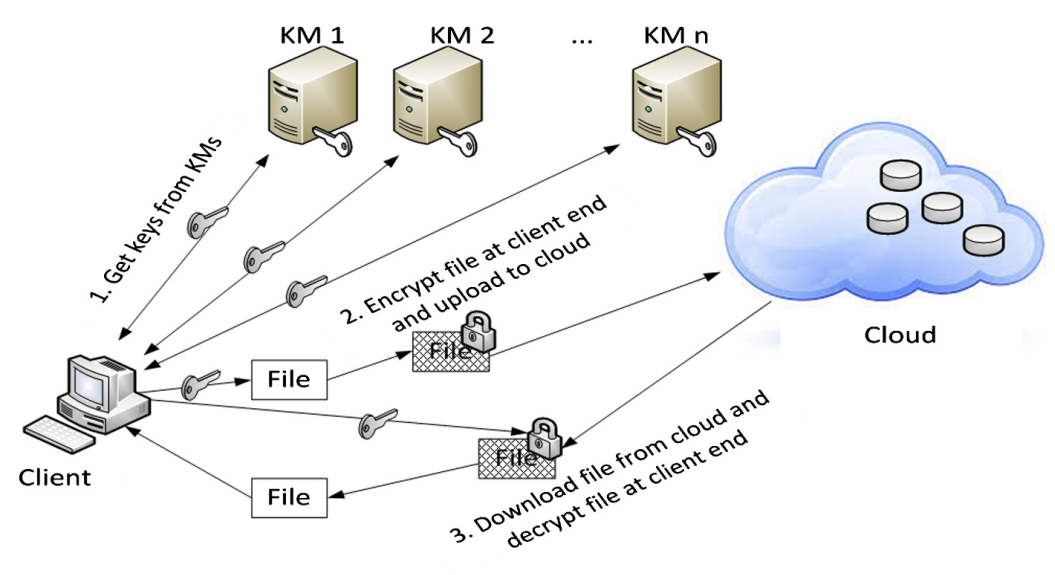 KM 1
KM 2
...
KM n
1. Get keys from KMs
2. Encrypt file at client end
and upload to cloud
File
File
Cloud
Client
File
File
3. Download file from cloud and
decrypt file at client end